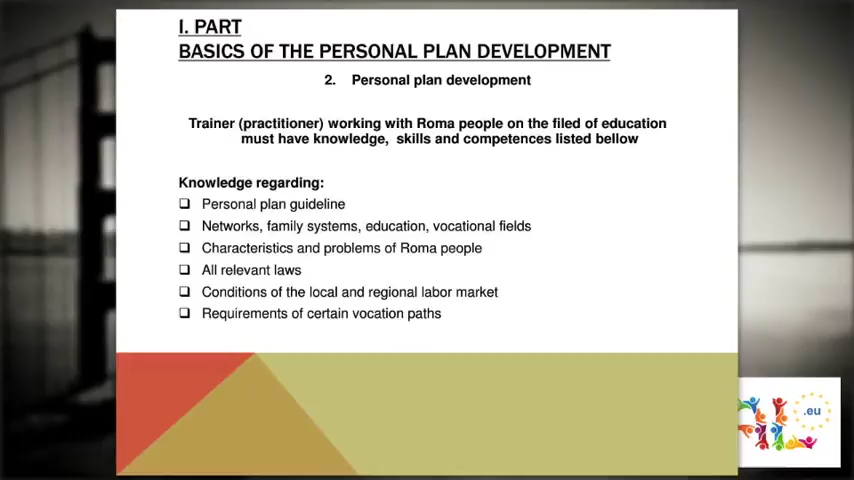 I. PART
BASICS OF THE PERSONAL PLAN DEVELOPMENT
2. Personal plan development
Trainer (practitioner) working with Roma people on the filed of education
must have knowledge, skills and competences listed bellow
Knowledge regarding:
Personal plan guideline
Networks, family systems, education, vocational fields
Characteristics and problems of Roma people
All relevant laws
Conditions of the local and regional labor market
Requirements of certain vocation paths
.eu